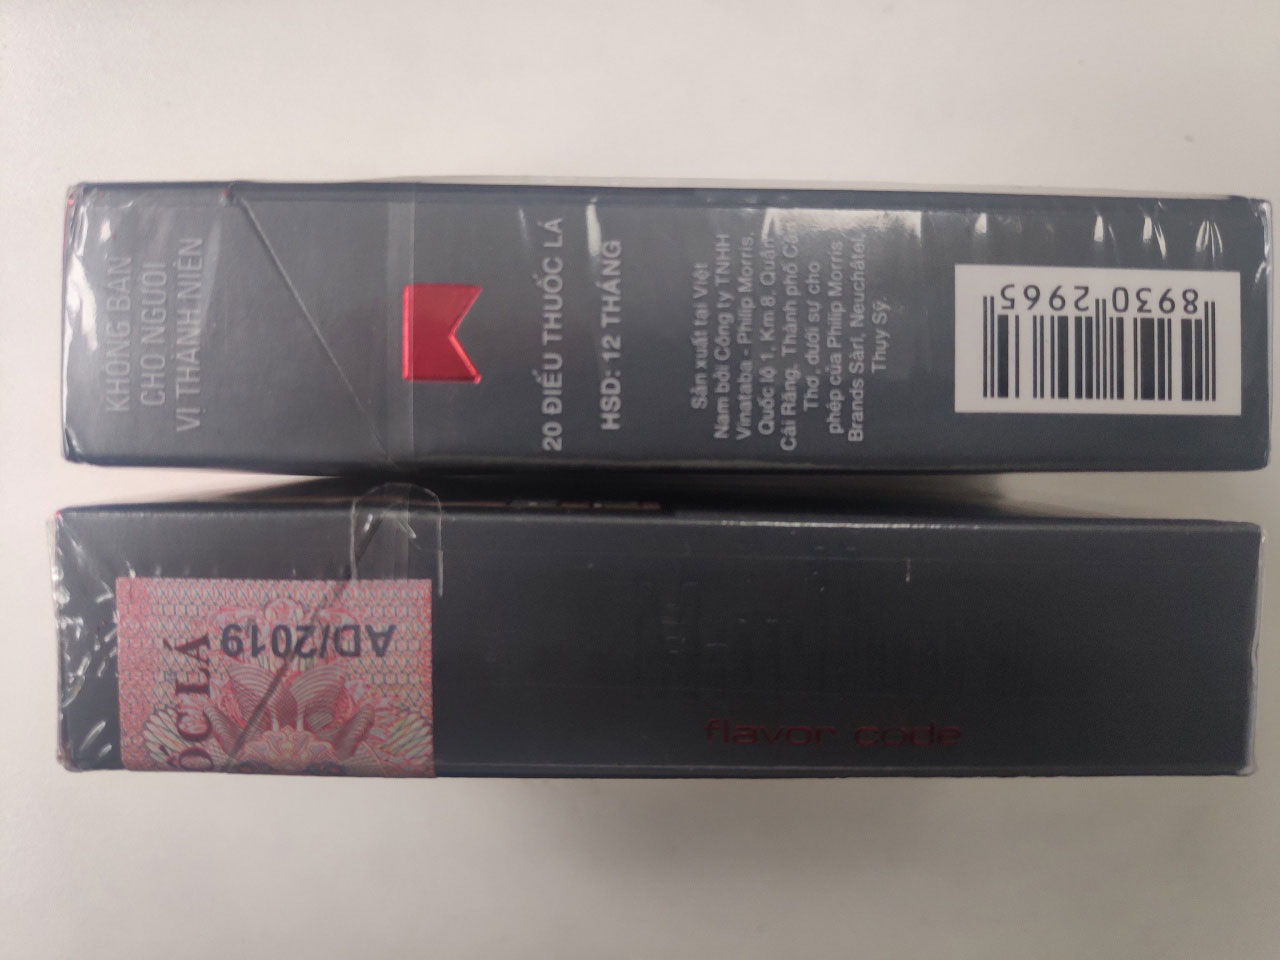 KHÔNG BÁN
CHO NGƯỜI
VỊ THÀNH NIÊN
20 ĐIẾU THUỐC LÁ
HSD: 12 THÁNG
Sản xuất tại Việt
Nam bởi Công ty TNHH
Vinataba - Philip Morris,
Quốc lộ 1, Km 8, Quận
Cái Răng, Thành phố Cần
Thơ, dưới sự cho
phép của Philip Morris
Brands Sàrl, Neuchâtel,
Thụy Sỹ.
8930 2965
ỐC LÁ
AD/2019
flavor code